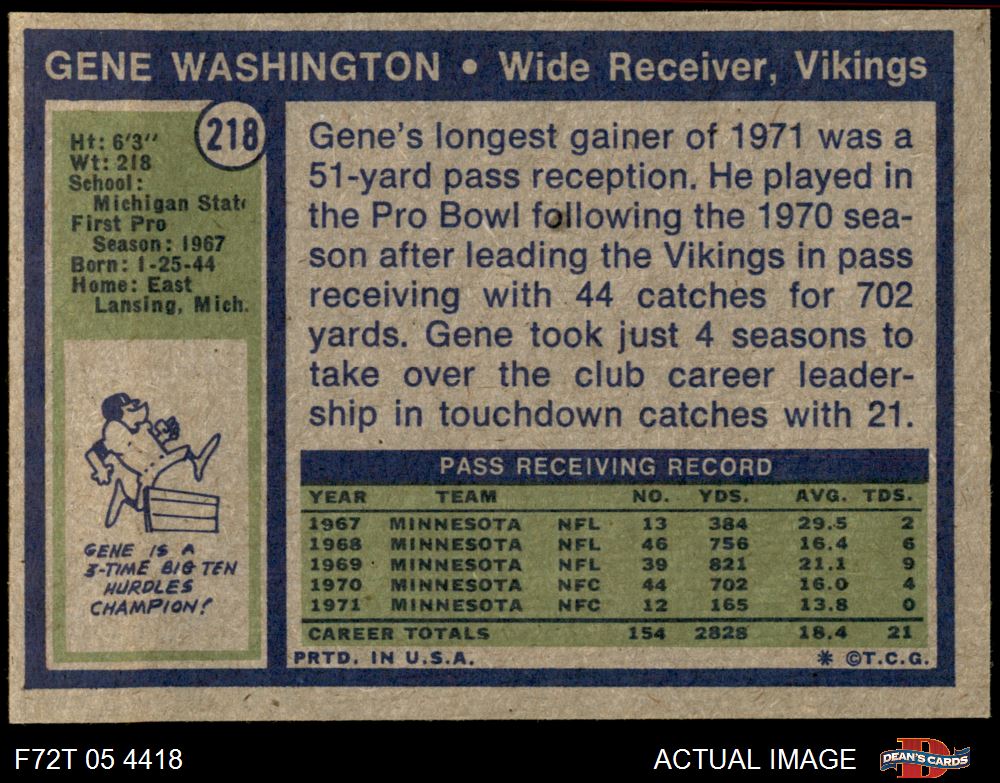 GENE WASHINGTON • Wide Receiver, Vikings
218
Ht: 6'3"
Wt: 218
School:
Michigan State
First Pro
Season: 1967
Born: 1-25-44
Home: East
Lansing, Mich.
GENE IS A
3-TIME BIG TEN
HURDLES
CHAMPION!
Gene's longest gainer of 1971 was a
51-yard pass reception. He played in
the Pro Bowl following the 1970 sea-
son after leading the Vikings in pass
receiving with 44 catches for 702
yards. Gene took just 4 seasons to
take over the club career leader-
ship in touchdown catches with 21.
PASS RECEIVING RECORD
YEAR TEAM NO. YDS. AVG. TDS.
1967 MINNESOTA NFL 13 384 29.5 2
1968 MINNESOTA NFL 46 756 16.4 6
1969 MINNESOTA NFL 39 821 21.1 9
1970 MINNESOTA NFC 44 702 16.0 4
1971 MINNESOTA NFC 12 165 13.8 0
CAREER TOTALS 154 2828 18.4 21
PRTD. IN U.S.A. * ©T.C.G.
F72T 05 4418 ACTUAL IMAGE DEAN'S CARDS